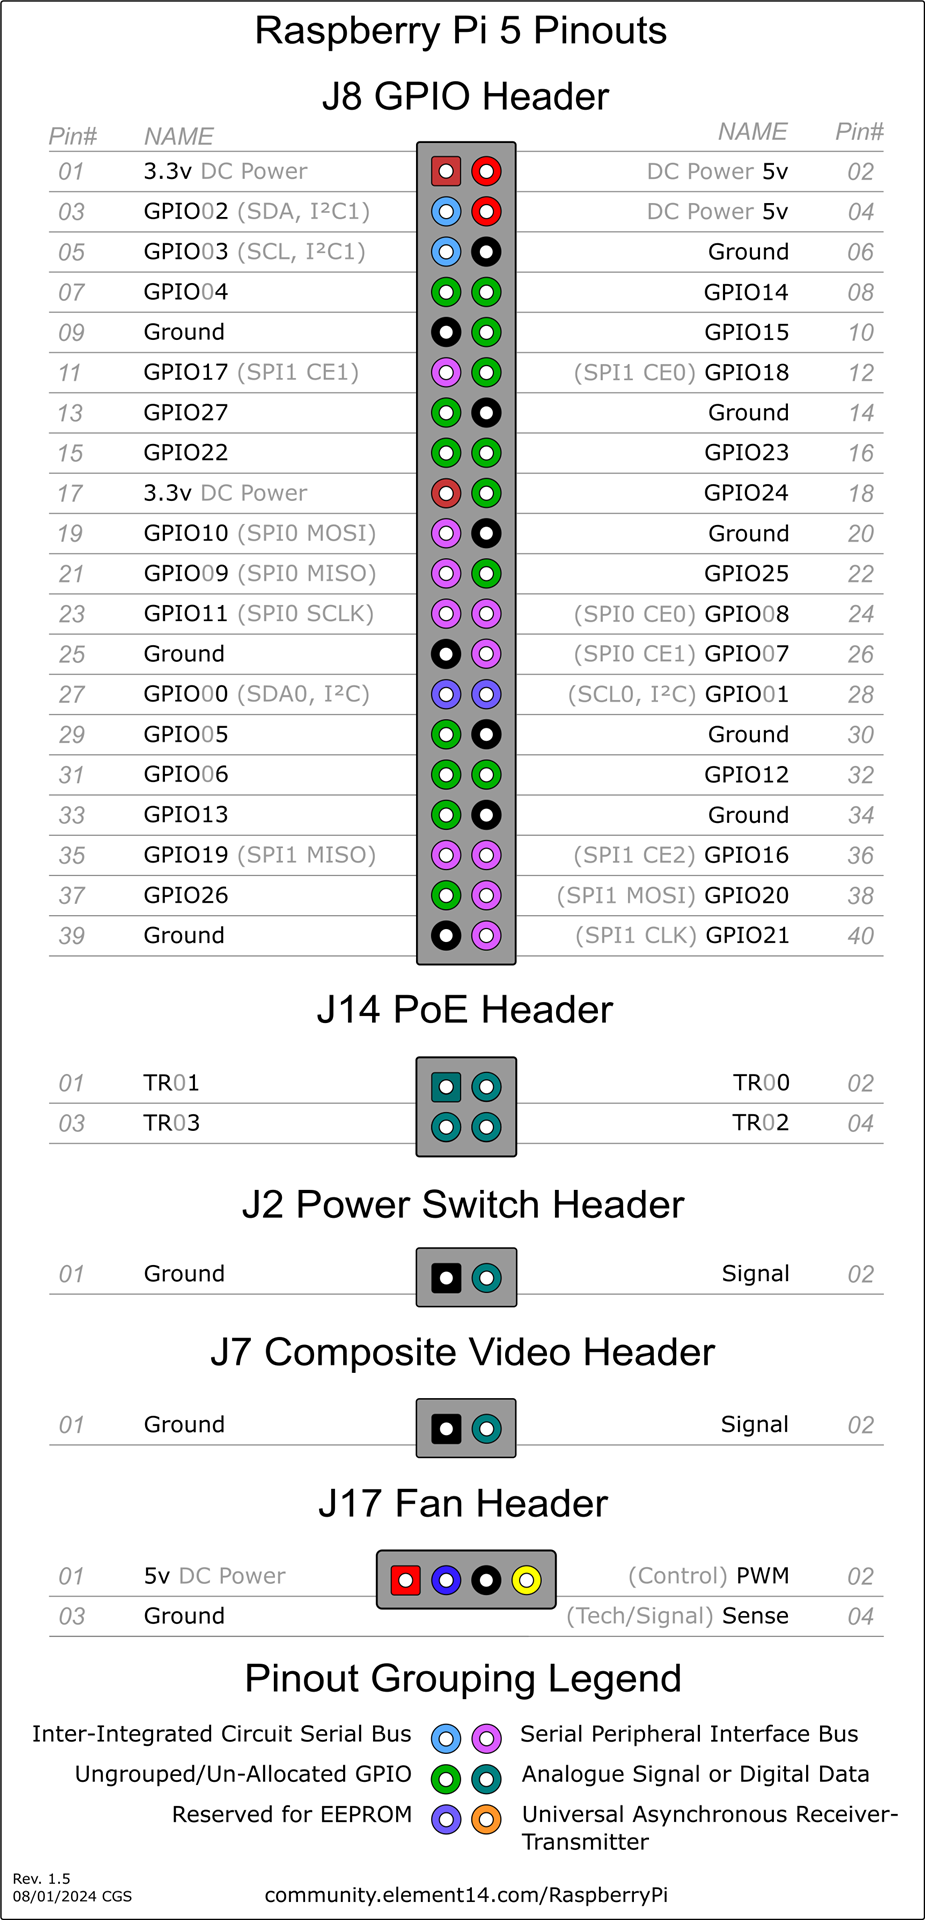 Raspberry Pi 5 Pinouts
J8 GPIO Header
Pin# NAME NAME Pin#
01 3.3v DC Power DC Power 5v 02
03 GPIO02 (SDA, I²C1) DC Power 5v 04
05 GPIO03 (SCL, I²C1) Ground 06
07 GPIO04 GPIO14 08
09 Ground GPIO15 10
11 GPIO17 (SPI1 CE1) (SPI1 CE0) GPIO18 12
13 GPIO27 Ground 14
15 GPIO22 GPIO23 16
17 3.3v DC Power GPIO24 18
19 GPIO10 (SPI0 MOSI) Ground 20
21 GPIO09 (SPI0 MISO) GPIO25 22
23 GPIO11 (SPI0 SCLK) (SPI0 CE0) GPIO08 24
25 Ground (SPI0 CE1) GPIO07 26
27 GPIO00 (SDA0, I²C) (SCL0, I²C) GPIO01 28
29 GPIO05 Ground 30
31 GPIO06 GPIO12 32
33 GPIO13 Ground 34
35 GPIO19 (SPI1 MISO) (SPI1 CE2) GPIO16 36
37 GPIO26 (SPI1 MOSI) GPIO20 38
39 Ground (SPI1 CLK) GPIO21 40
J14 PoE Header
01 TR01 TR00 02
03 TR03 TR02 04
J2 Power Switch Header
01 Ground Signal 02
J7 Composite Video Header
01 Ground Signal 02
J17 Fan Header
01 5v DC Power (Control) PWM 02
03 Ground (Tech/Signal) Sense 04
Pinout Grouping Legend
Inter-Integrated Circuit Serial Bus Serial Peripheral Interface Bus
Ungrouped/Un-Allocated GPIO Analogue Signal or Digital Data
Reserved for EEPROM Universal Asynchronous Receiver-
Transmitter
Rev. 1.5
08/01/2024 CGS community.element14.com/RaspberryPi